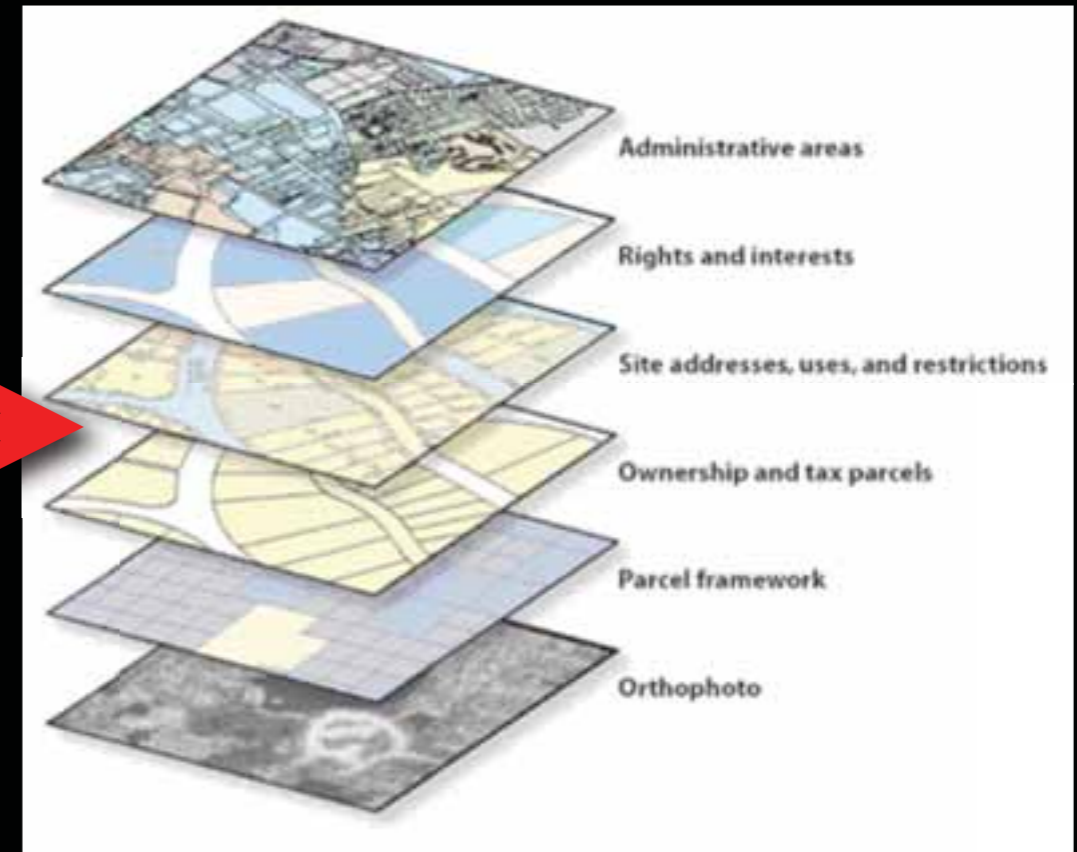 Administrative areas
Rights and interests
Site addresses, uses, and restrictions
Ownership and tax parcels
Parcel framework
Orthophoto